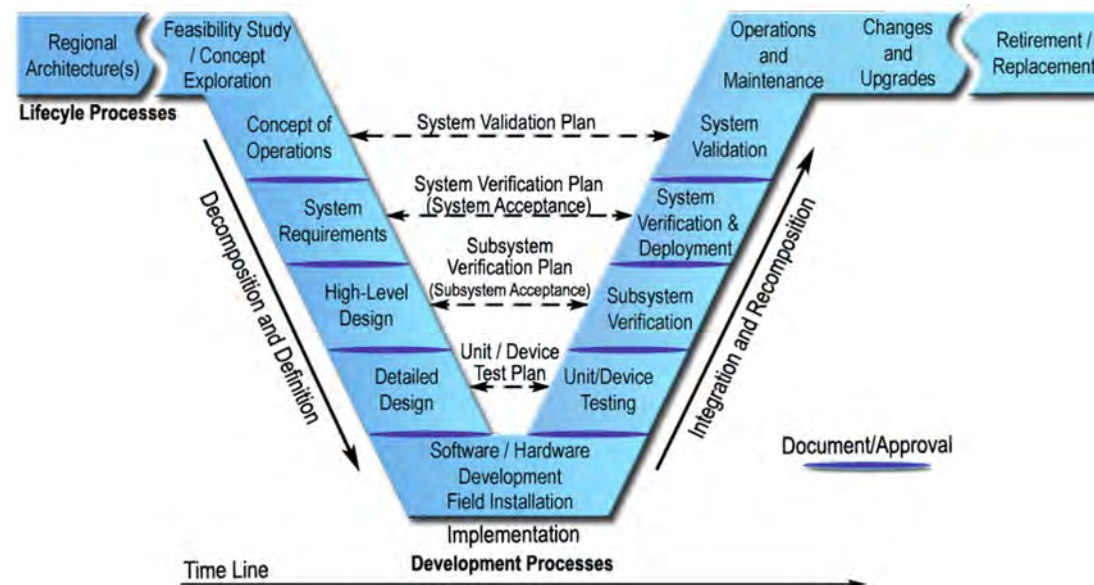 Regional
Architecture(s)
Feasibility Study
/ Concept
Exploration
Operations
and
Maintenance
Changes
and
Upgrades
Retirement /
Replacement
Lifecyle Processes
Concept of
Operations
System Validation Plan
System
Validation
System
Requirements
System Verification Plan
(System Acceptance)
System
Verification &
Deployment
High-Level
Design
Subsystem
Verification Plan
(Subsystem Acceptance)
Subsystem
Verification
Detailed
Design
Unit / Device
Test Plan
Unit/Device
Testing
Decomposition and Definition
Integration and Recomposition
Software / Hardware
Development
Field Installation
Document/Approval
Implementation
Development Processes
Time Line